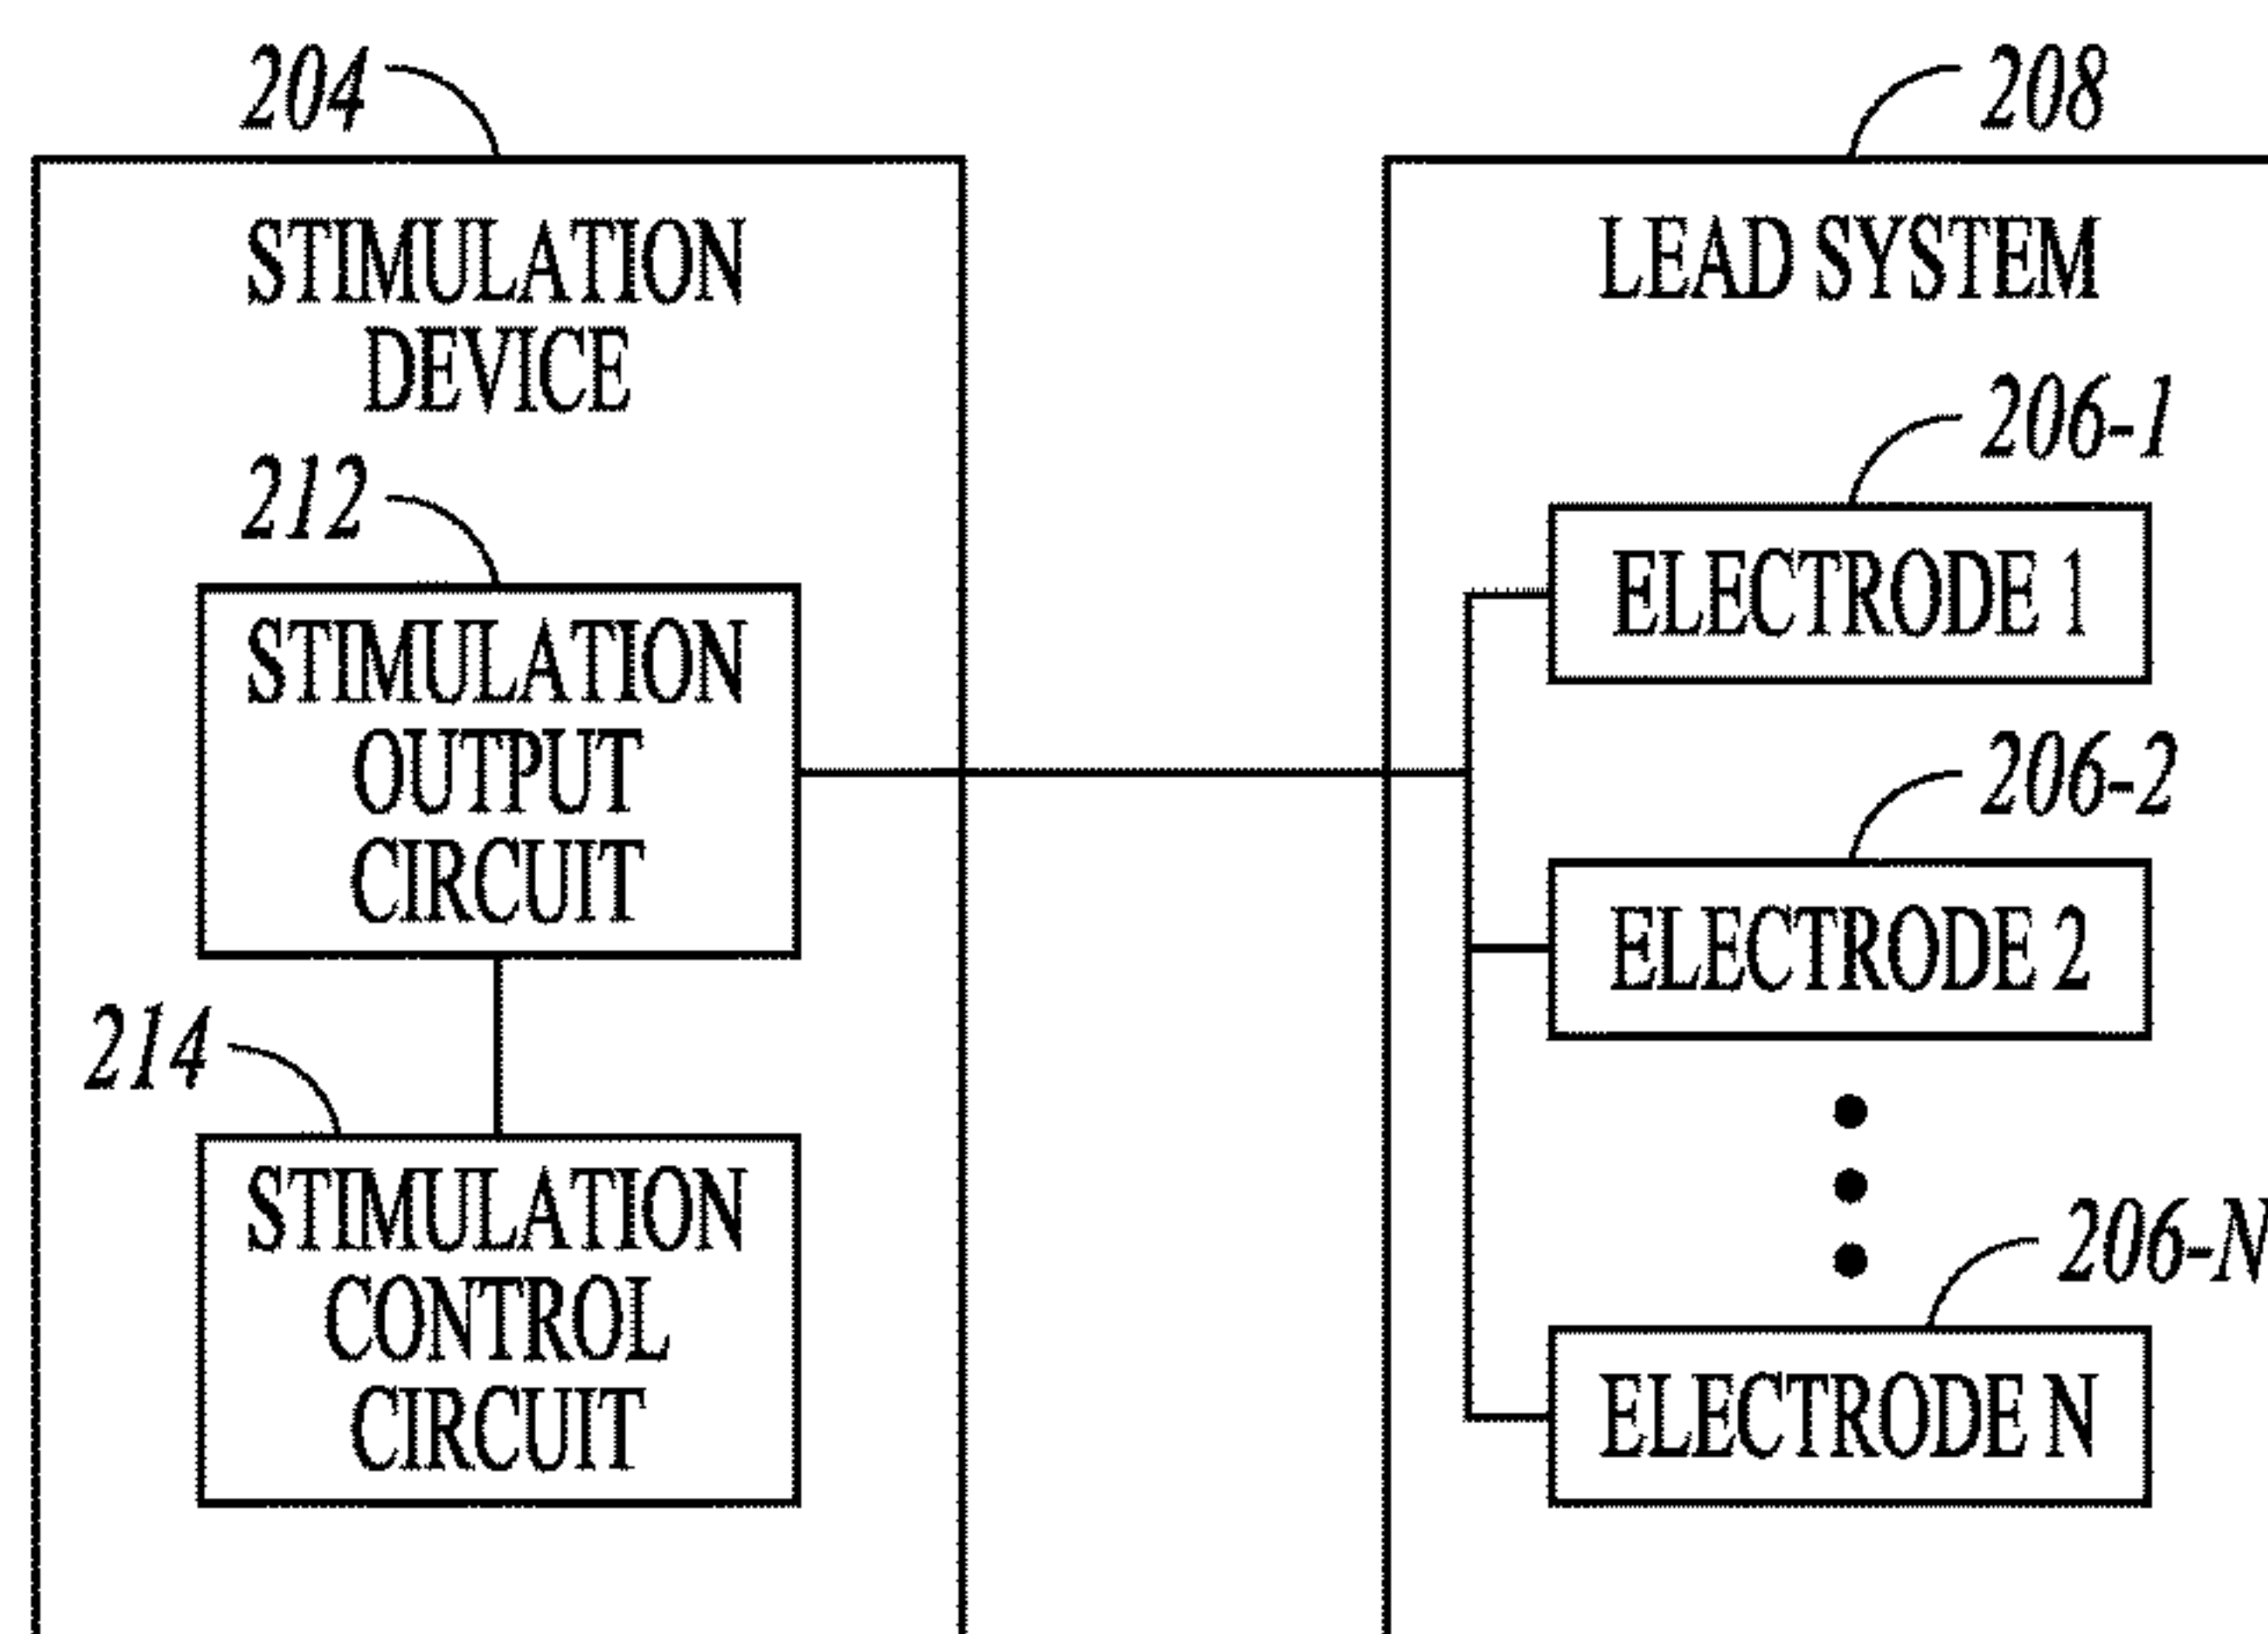 204
STIMULATION
DEVICE
212
STIMULATION
OUTPUT
CIRCUIT
214
STIMULATION
CONTROL
CIRCUIT
208
LEAD SYSTEM
206-1
ELECTRODE 1
206-2
ELECTRODE 2
206-N
ELECTRODE N